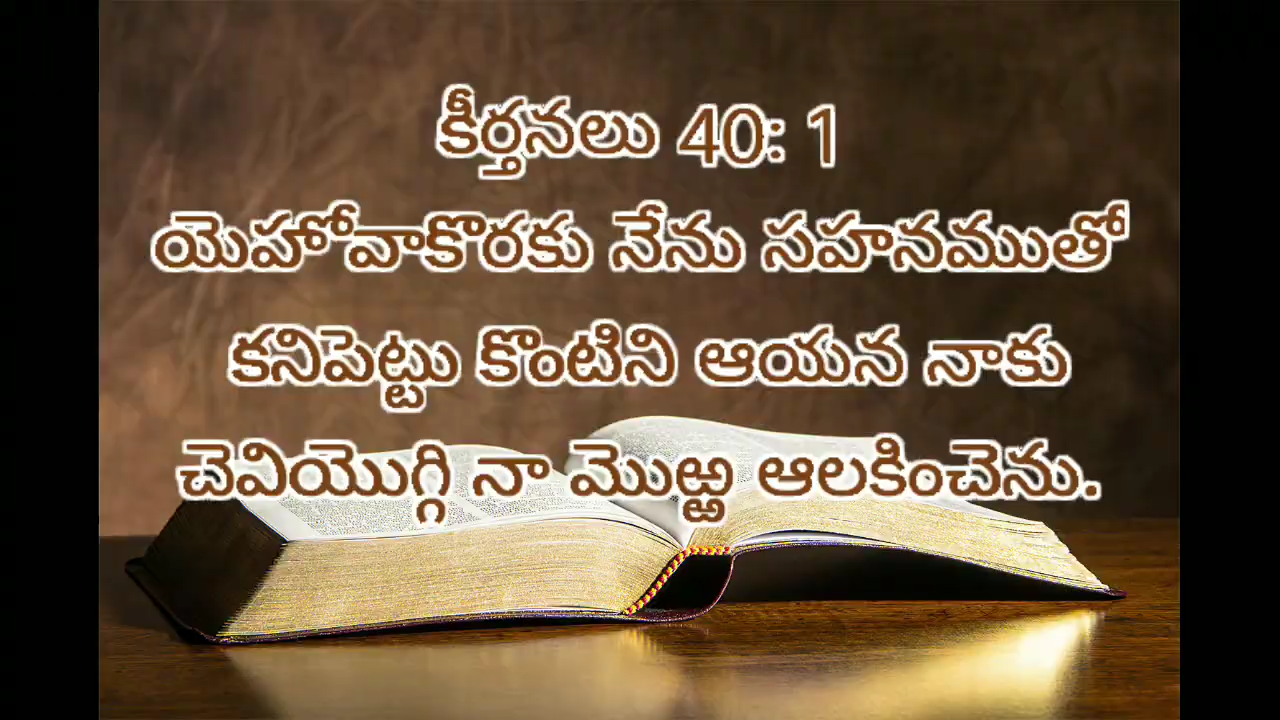 కీర్తనలు 40: 1
యెహోవాకొరకు నేను సహనముతో
కనిపెట్టు కొంటిని ఆయన నాకు
చెవియొగ్గి నా మొఱ్ఱ ఆలకించెను.